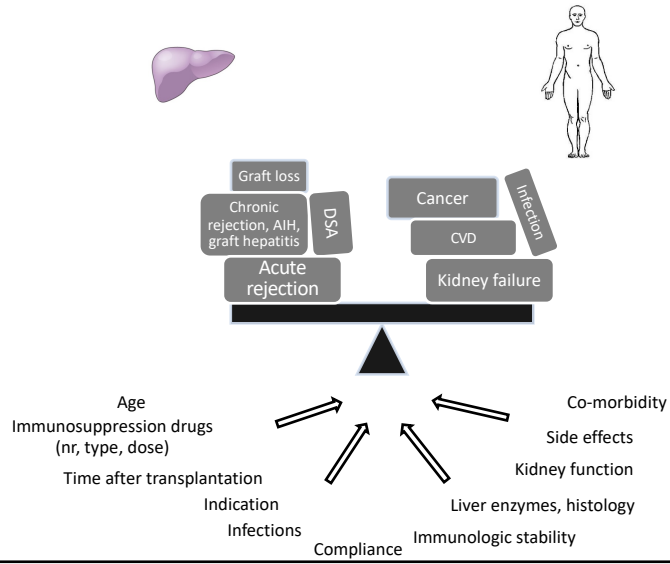 Graft loss
Chronic
rejection, AIH,
graft hepatitis
DSA
Acute
rejection
Cancer
Infection
CVD
Kidney failure
Age
Immunosuppression drugs
(nr, type, dose)
Time after transplantation
Indication
Infections
Compliance
Co-morbidity
Side effects
Kidney function
Liver enzymes, histology
Immunologic stability